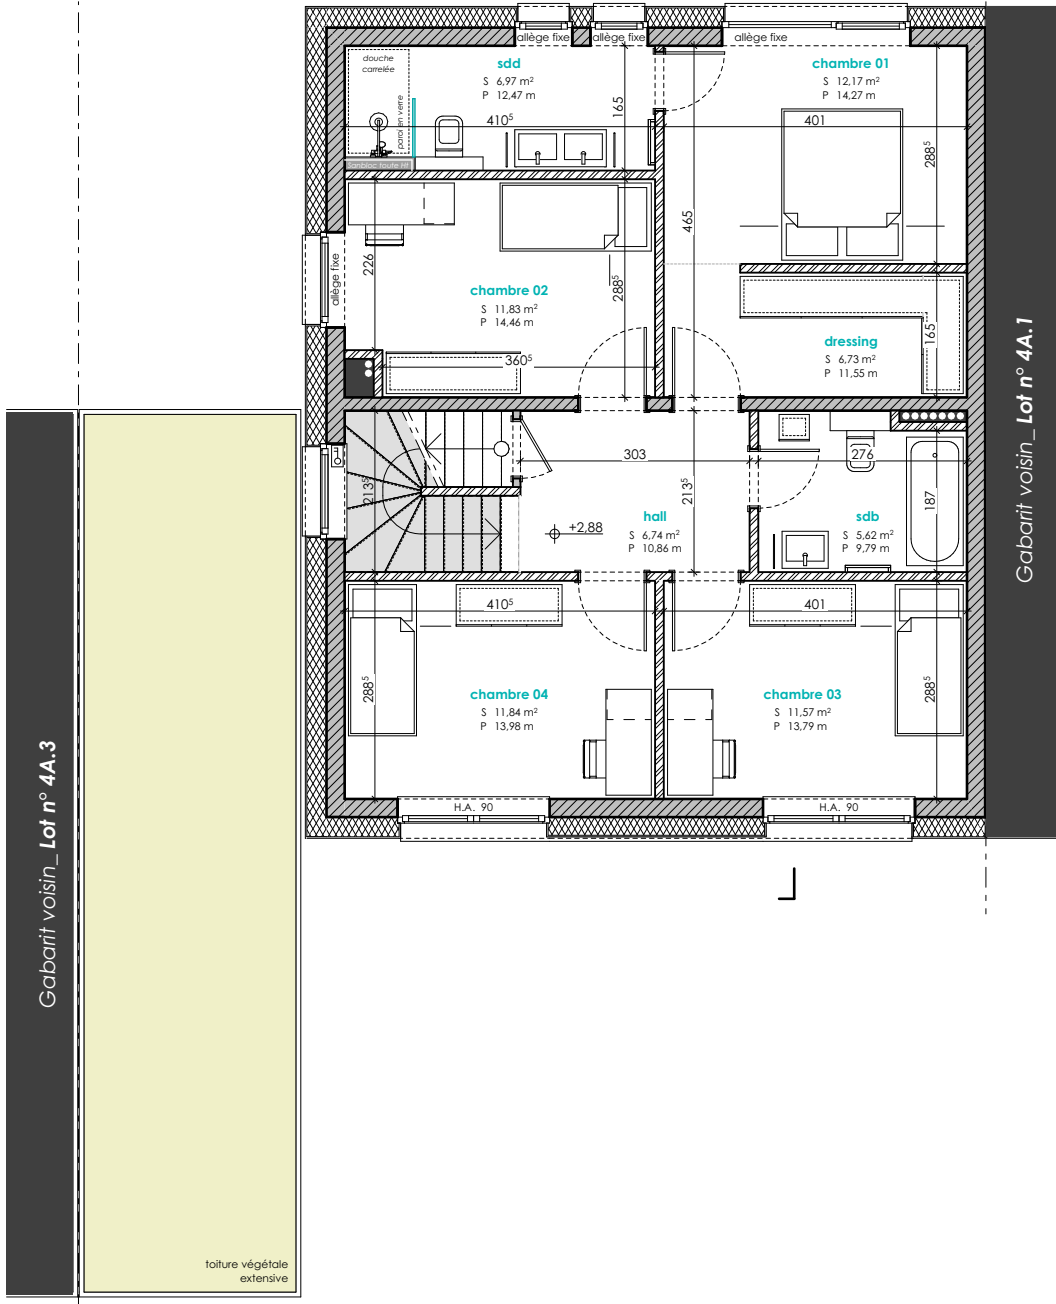 allège fixe
allège fixe
allège fixe
douche
carrelée
paroi en verre
Sanbloc toute Ht
sdd
S 6,97 m²
P 12,47 m
165
410⁵
chambre 01
S 12,17 m²
P 14,27 m
401
288⁵
465
226
allège fixe
chambre 02
S 11,83 m²
P 14,46 m
288⁵
360⁵
dressing
S 6,73 m²
P 11,55 m
165
Gabarit voisin_ Lot n° 4A.1
213⁵
303
213⁵
276
187
+2,88
hall
S 6,74 m²
P 10,86 m
sdb
S 5,62 m²
P 9,79 m
410⁵
401
288⁵
chambre 04
S 11,84 m²
P 13,98 m
chambre 03
S 11,57 m²
P 13,79 m
288⁵
H.A. 90
H.A. 90
Gabarit voisin_ Lot n° 4A.3
toiture végétale
extensive